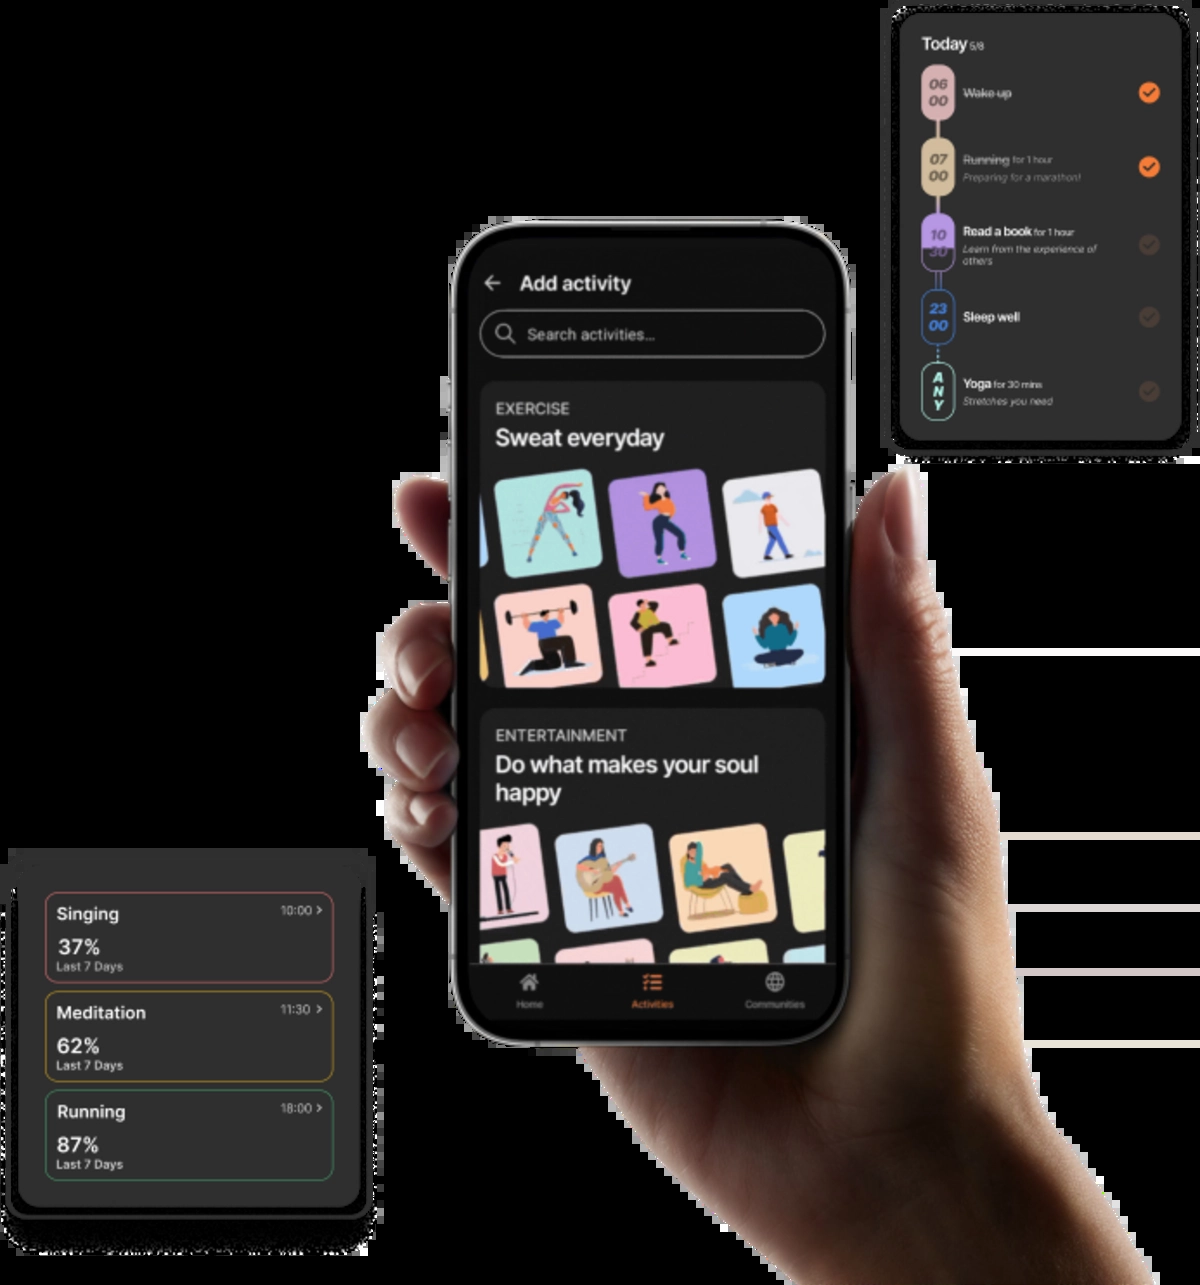 Today 5/8
06
00
Wake up
07
00
Running for 1 hour
Preparing for a marathon!
10
30
Read a book for 1 hour
Learn from the experience of
others
23
00
Sleep well
A
N
Y
Yoga for 30 mins
Stretches you need
Add activity
Search activities...
EXERCISE
Sweat everyday
ENTERTAINMENT
Do what makes your soul
happy
Home
Activities
Communities
Singing
10:00 >
37%
Last 7 Days
Meditation
11:30 >
62%
Last 7 Days
Running
18:00 >
87%
Last 7 Days